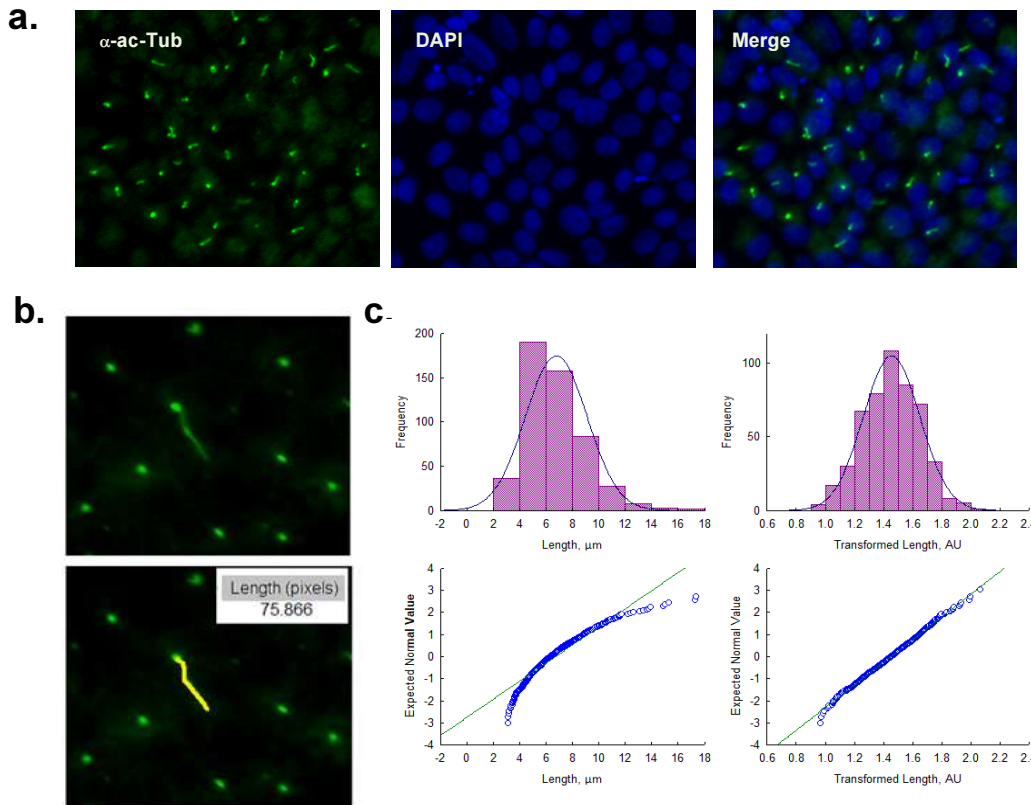 a.
α-ac-Tub
DAPI
Merge
b.
Length (pixels)
75.866
c.
200
150
100
50
0
Frequency
-2 0 2 4 6 8 10 12 14 16 18
Length, µm
100
50
0
Frequency
0.6 0.8 1.0 1.2 1.4 1.6 1.8 2.0 2.2 2.4
Transformed Length, AU
4
3
2
1
0
-1
-2
-3
-4
Expected Normal Value
-2 0 2 4 6 8 10 12 14 16 18
Length, µm
4
3
2
1
0
-1
-2
-3
-4
Expected Normal Value
0.6 0.8 1.0 1.2 1.4 1.6 1.8 2.0 2.2
Transformed Length, AU